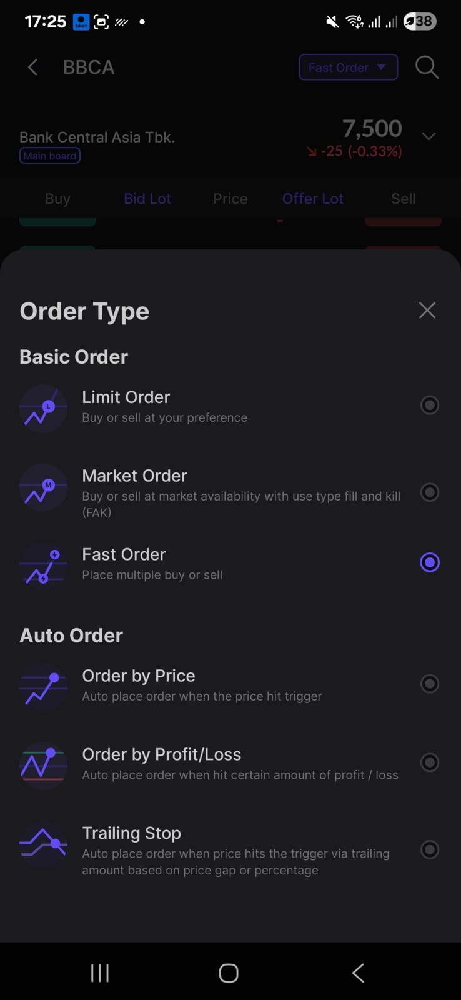 17:25
tiket
6
38
BBCA
Fast Order
Bank Central Asia Tbk.
7,500
Main board
-25 (-0.33%)
Buy
Bid Lot
Price
Offer Lot
Sell
-
Order Type
Basic Order
L
Limit Order
Buy or sell at your preference
M
Market Order
Buy or sell at market availability with use type fill and kill
(FAK)
Fast Order
Place multiple buy or sell
Auto Order
Order by Price
Auto place order when the price hit trigger
Order by Profit/Loss
Auto place order when hit certain amount of profit / loss
Trailing Stop
Auto place order when price hits the trigger via trailing
amount based on price gap or percentage